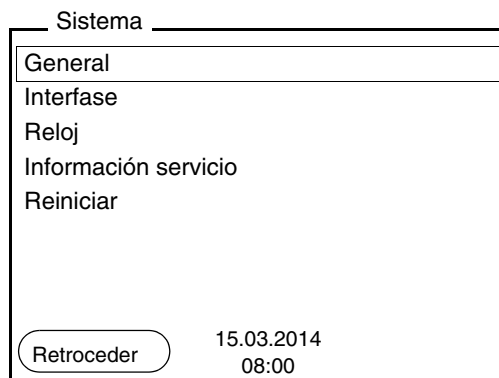 Sistema
General
Interfase
Reloj
Información servicio
Reiniciar
Retroceder
15.03.2014
08:00